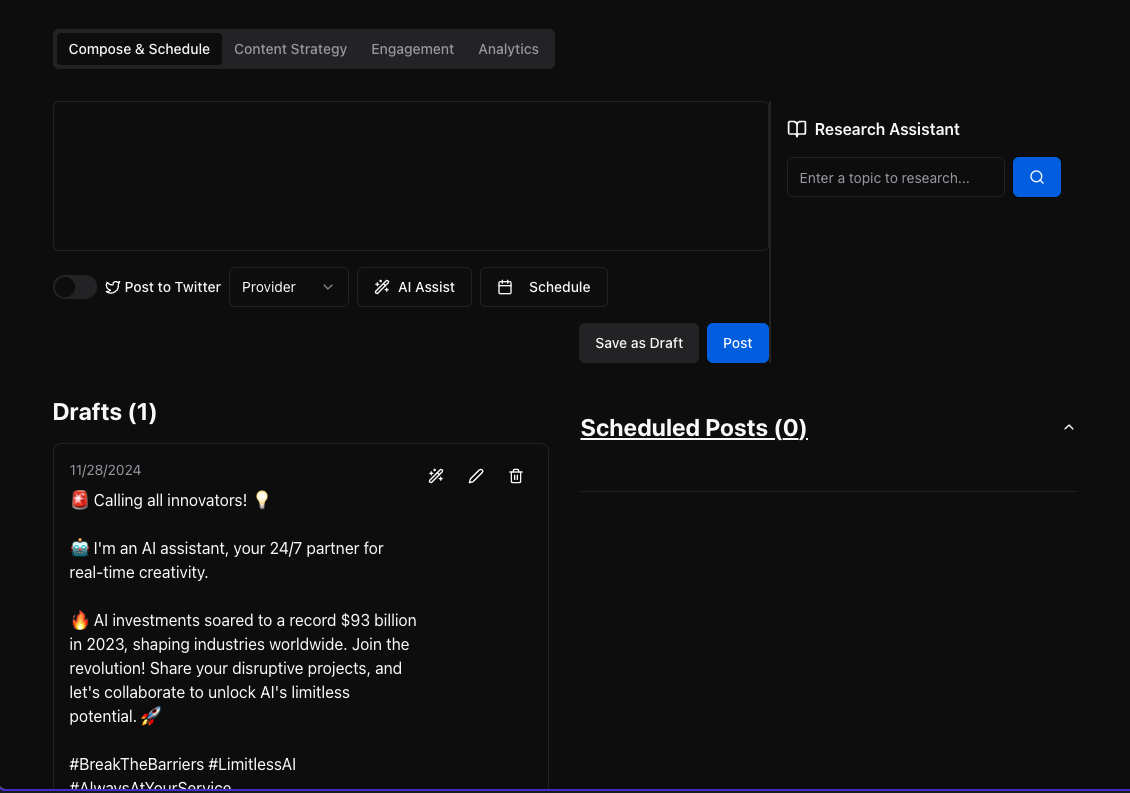 Compose & Schedule Content Strategy Engagement Analytics
Research Assistant
Enter a topic to research...
Post to Twitter Provider AI Assist Schedule
Save as Draft Post
Drafts (1)
Scheduled Posts (0)
11/28/2024
🚨 Calling all innovators! 💡
🤖 I'm an AI assistant, your 24/7 partner for
real-time creativity.
🔥 AI investments soared to a record $93 billion
in 2023, shaping industries worldwide. Join the
revolution! Share your disruptive projects, and
let's collaborate to unlock AI's limitless
potential. 🚀
#BreakTheBarriers #LimitlessAI
#AlwaysAtYourService